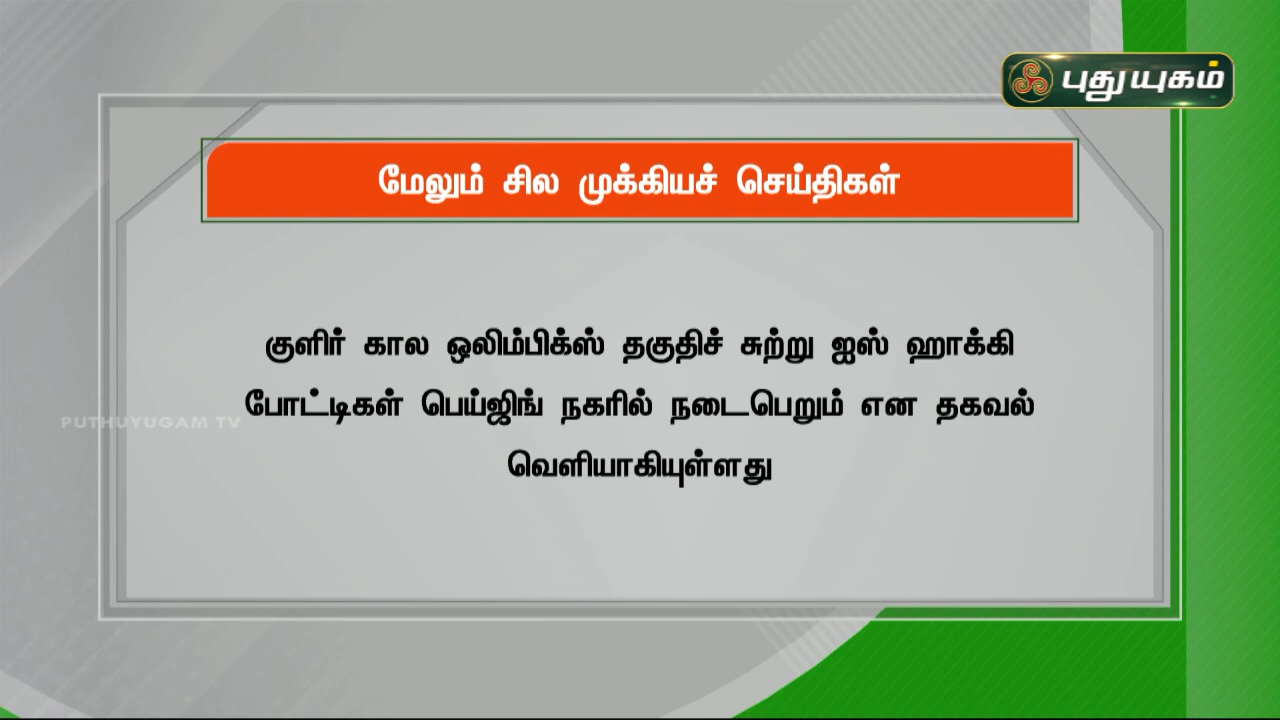 புதுயுகம்
மேலும் சில முக்கியச் செய்திகள்
குளிர் கால ஒலிம்பிக்ஸ் தகுதிச் சுற்று ஐஸ் ஹாக்கி
போட்டிகள் பெய்ஜிங் நகரில் நடைபெறும் என தகவல்
வெளியாகியுள்ளது
PUTHUYUGAM TV